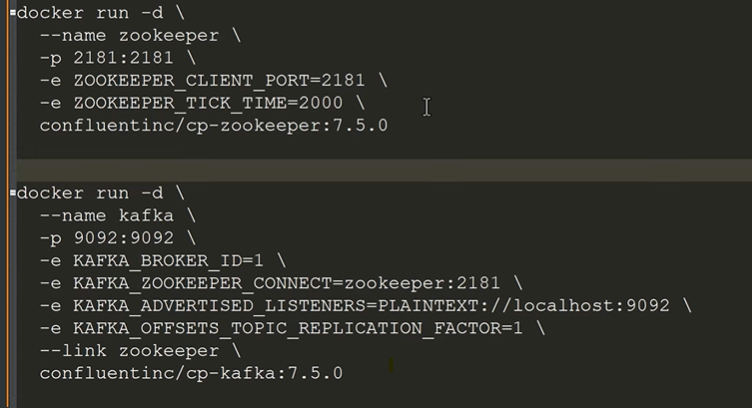 docker run -d \
--name zookeeper \
-p 2181:2181 \
-e ZOOKEEPER_CLIENT_PORT=2181 \
-e ZOOKEEPER_TICK_TIME=2000 \
confluentinc/cp-zookeeper:7.5.0
docker run -d \
--name kafka \
-p 9092:9092 \
-e KAFKA_BROKER_ID=1 \
-e KAFKA_ZOOKEEPER_CONNECT=zookeeper:2181 \
-e KAFKA_ADVERTISED_LISTENERS=PLAINTEXT://localhost:9092 \
-e KAFKA_OFFSETS_TOPIC_REPLICATION_FACTOR=1 \
--link zookeeper \
confluentinc/cp-kafka:7.5.0